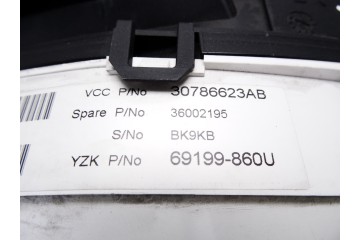 VCC P/No 30786623AB
Spare P/No 36002195
S/No BK9KB
YZK P/No 69199-860U